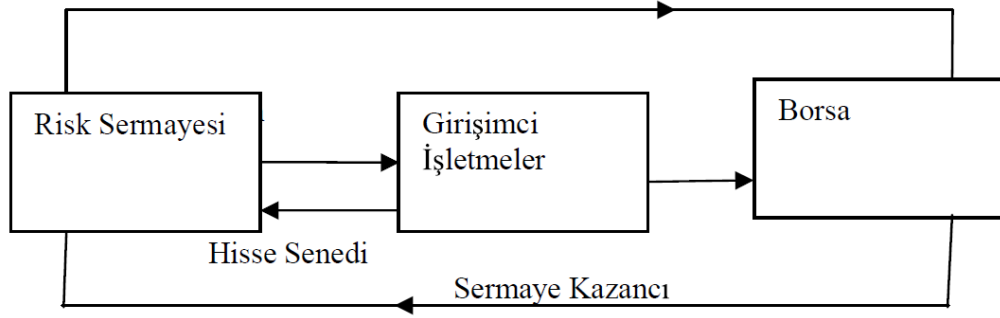 Risk Sermayesi
Girişimci
İşletmeler
Borsa
Hisse Senedi
Sermaye Kazancı